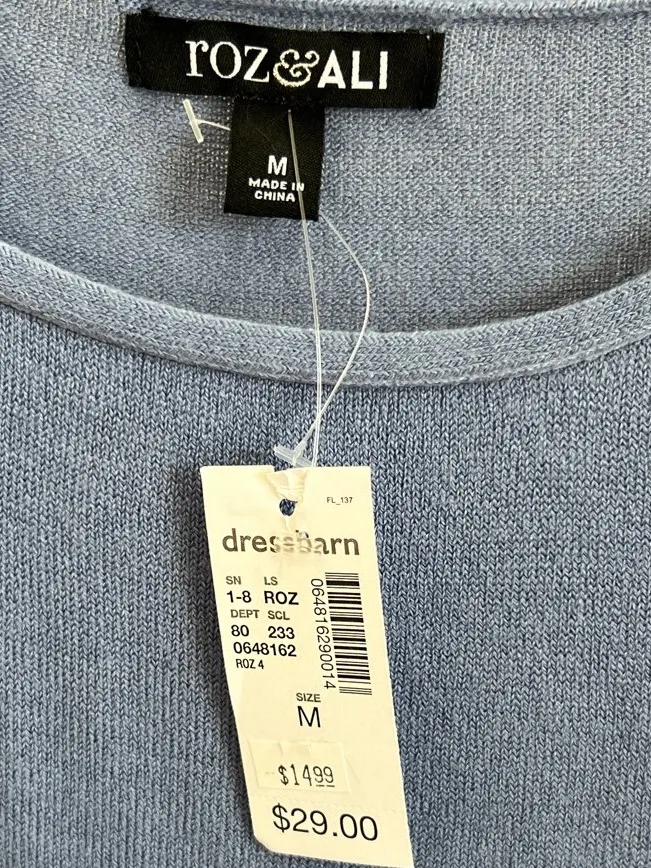 roz&ALI
M
MADE IN
CHINA
FL_137
dressbarn
SN LS
1-8 ROZ
DEPT SCL
80 233
0648162
ROZ 4
064816290014
SIZE
M
$14.99
$29.00